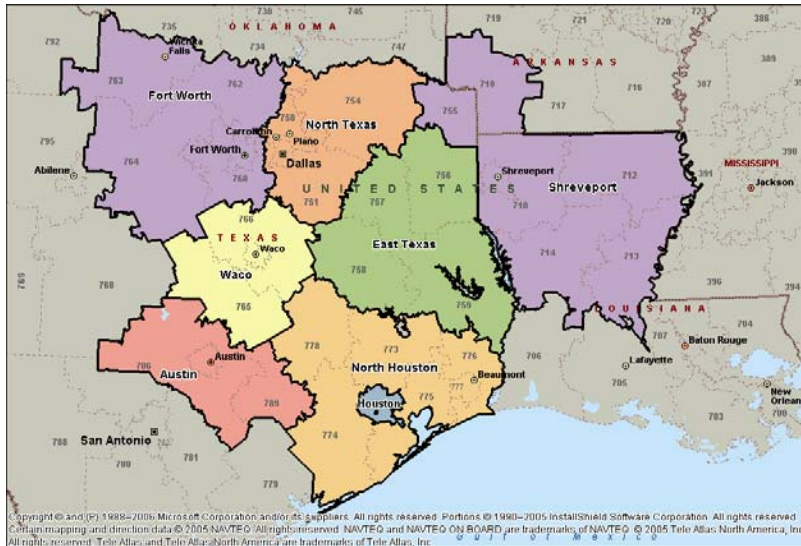 735
745
719
721
720
723
388
386
OKLAHOMA
792
Wichita
Falls
734
747
389
763
762
718
ARKANSAS
716
387
717
Fort Worth
754
750
755
North Texas
Carrollton
Plano
795
Fort Worth
Dallas
390
764
760
756
Shreveport
712
391
MISSISSIPPI
Abilene
UNITED STATES
Shreveport
Jackson
751
757
710
766
TEXAS
Waco
East Texas
714
713
769
768
Waco
758
396
394
765
759
LOUISIANA
778
773
707
704
786
Austin
776
706
Baton Rouge
Austin
North Houston
Lafayette
Beaumont
777
705
New
Orlean
789
Houston
775
700
703
San Antonio
774
788
780
781
779
Copyright © and (P) 1988–2006 Microsoft Corporation and/or its suppliers. All rights reserved. Portions © 1990–2005 InstallShield Software Corporation. All rights reserved.
Certain mapping and direction data © 2005 NAVTEQ. All rights reserved. NAVTEQ and NAVTEQ ON BOARD are trademarks of NAVTEQ. © 2005 Tele Atlas North America, Inc
All rights reserved. Tele Atlas and Tele Atlas North America are trademarks of Tele Atlas, Inc.
Gulf of Mexico